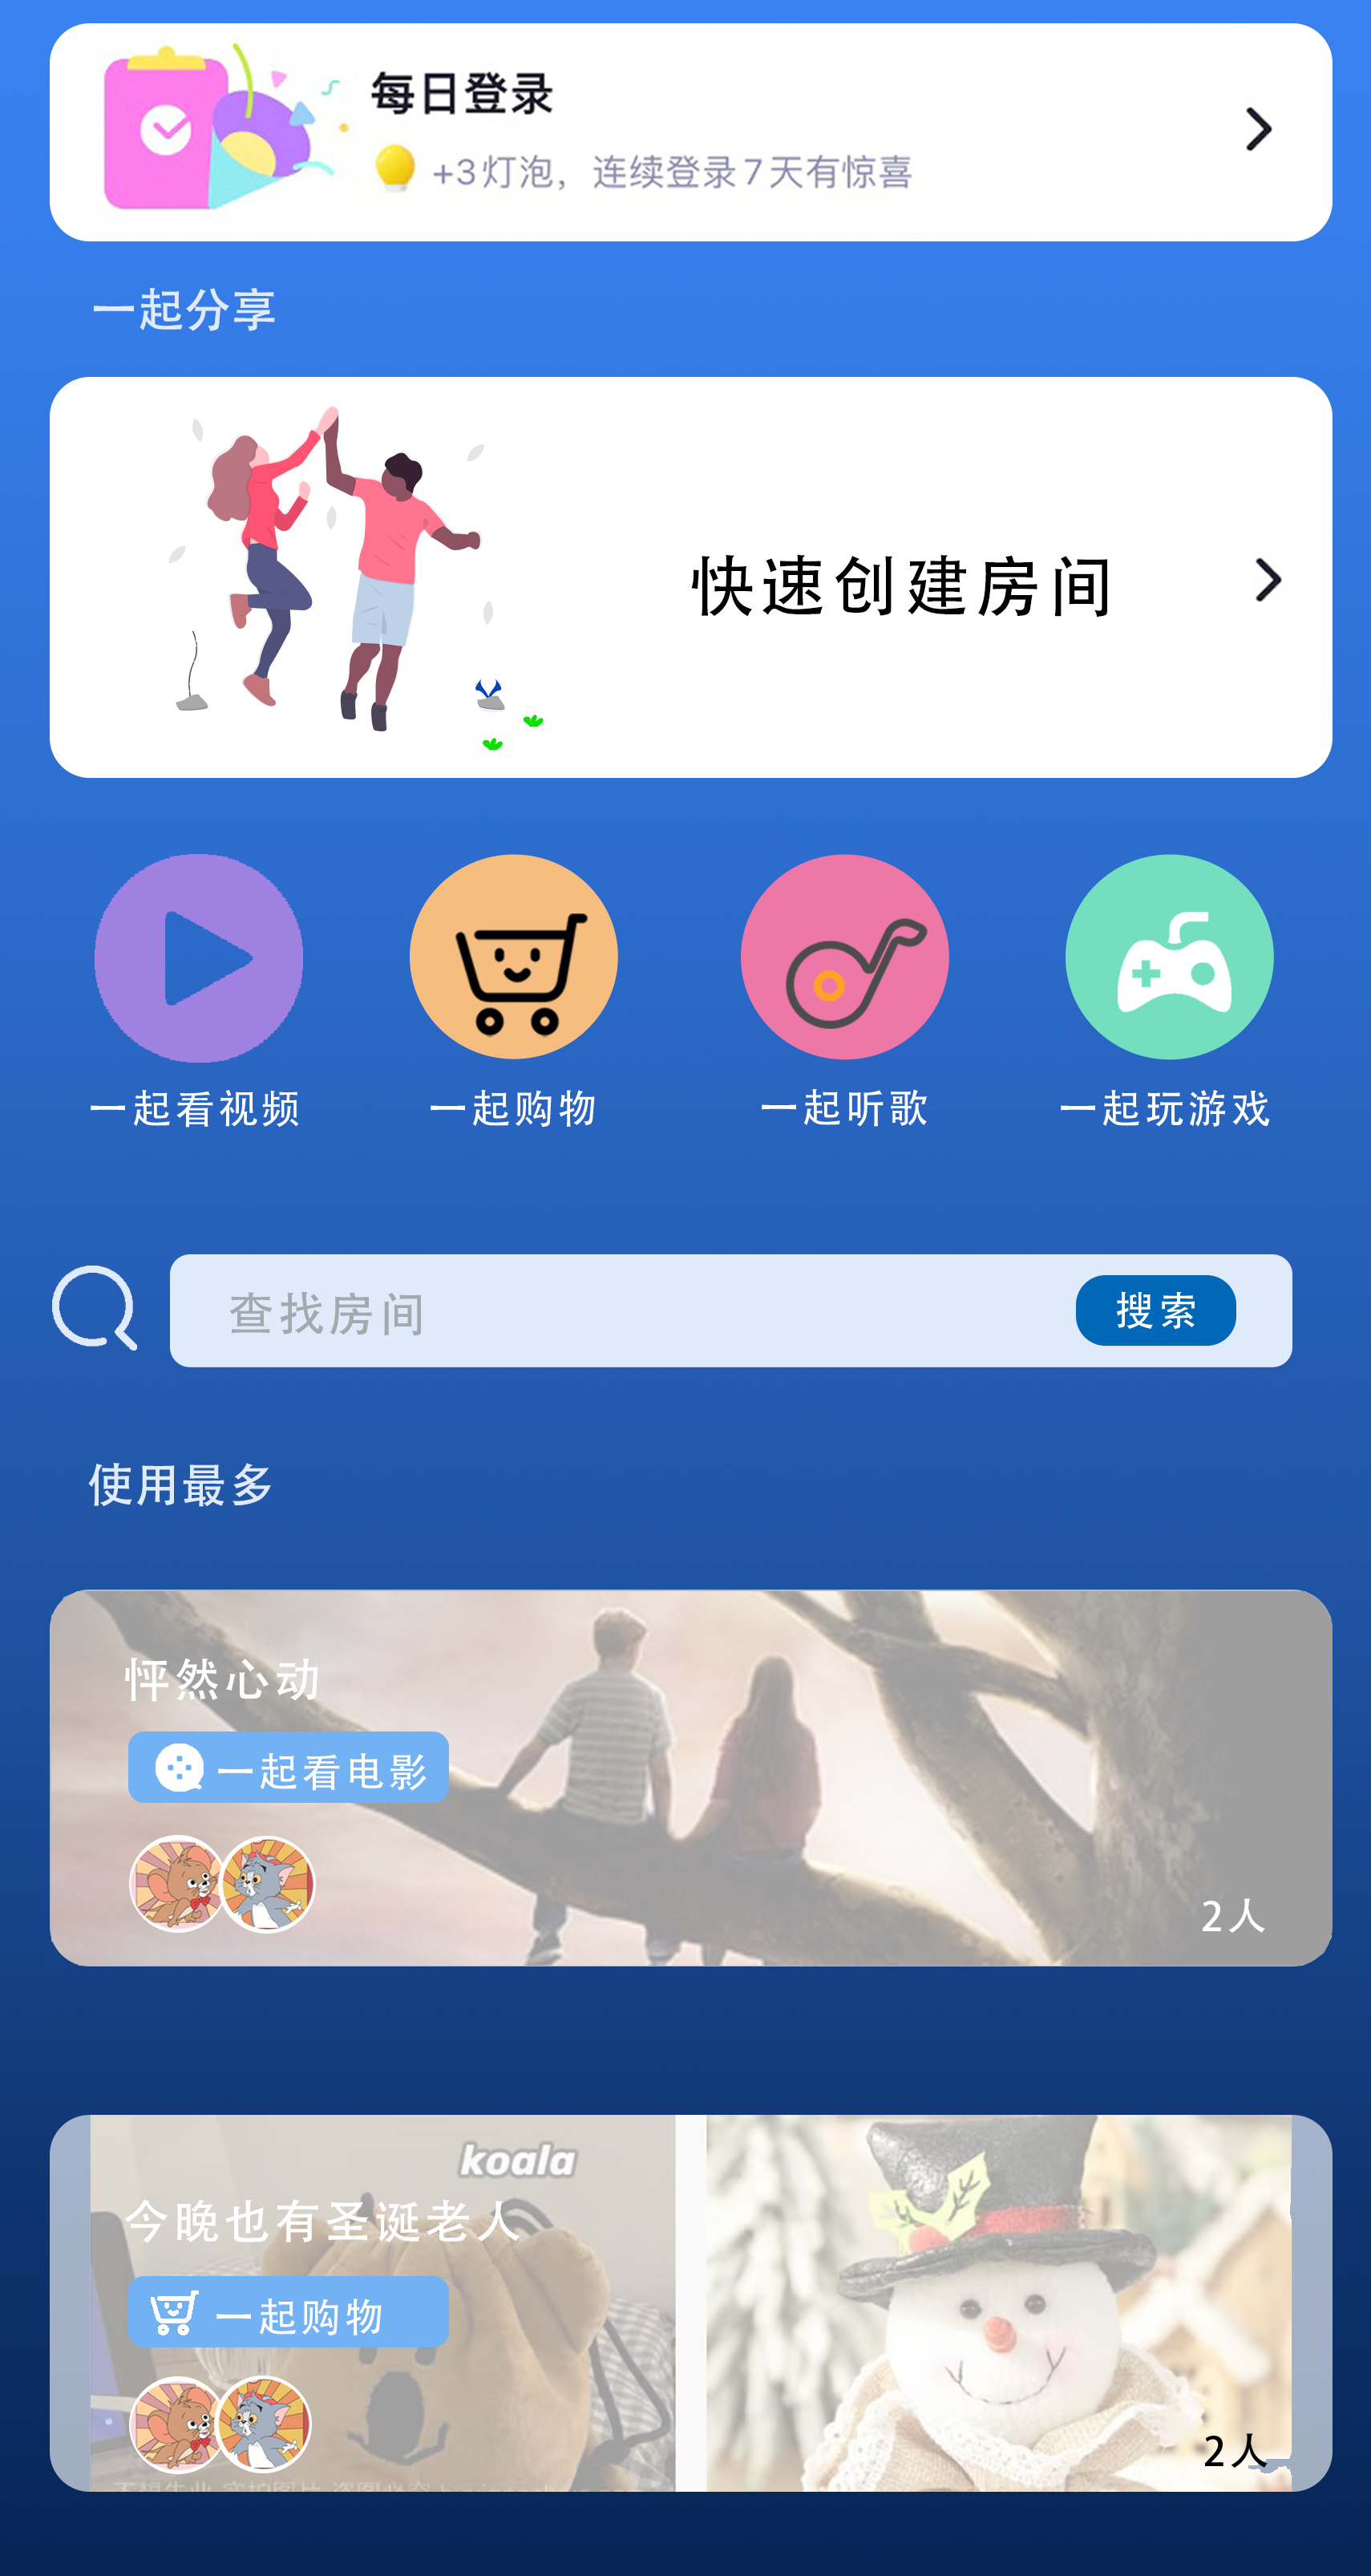 每日登录
+3灯泡，连续登录7天有惊喜
一起分享
快速创建房间
一起看视频
一起购物
一起听歌
一起玩游戏
查找房间
搜索
使用最多
怦然心动
一起看电影
2人
koala
今晚也有圣诞老人
一起购物
2人